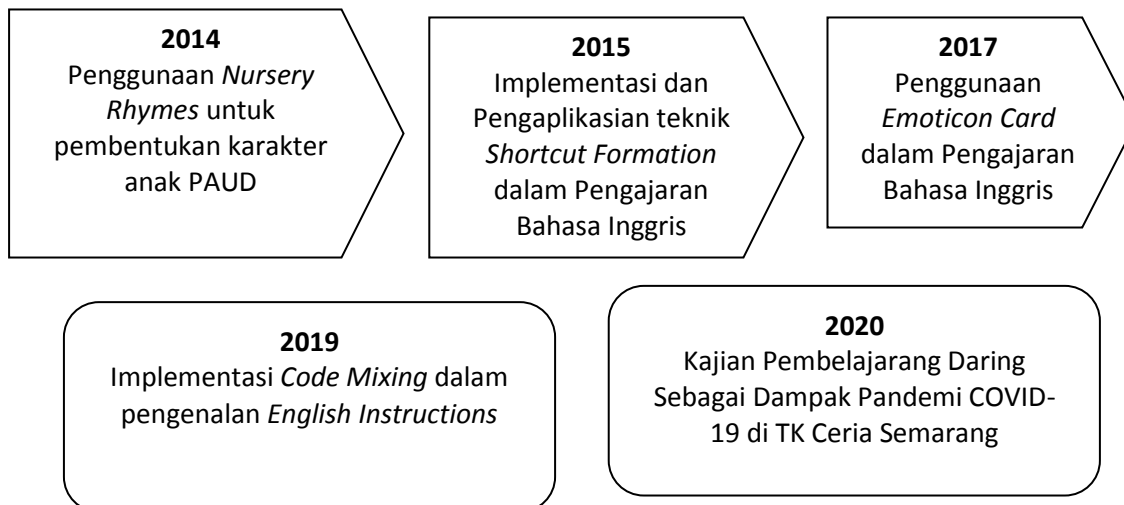 2014
Penggunaan Nursery
Rhymes untuk
pembentukan karakter
anak PAUD
2015
Implementasi dan
Pengaplikasian teknik
Shortcut Formation
dalam Pengajaran
Bahasa Inggris
2017
Penggunaan
Emoticon Card
dalam Pengajaran
Bahasa Inggris
2019
Implementasi Code Mixing dalam
pengenalan English Instructions
2020
Kajian Pembelajarang Daring
Sebagai Dampak Pandemi COVID-
19 di TK Ceria Semarang